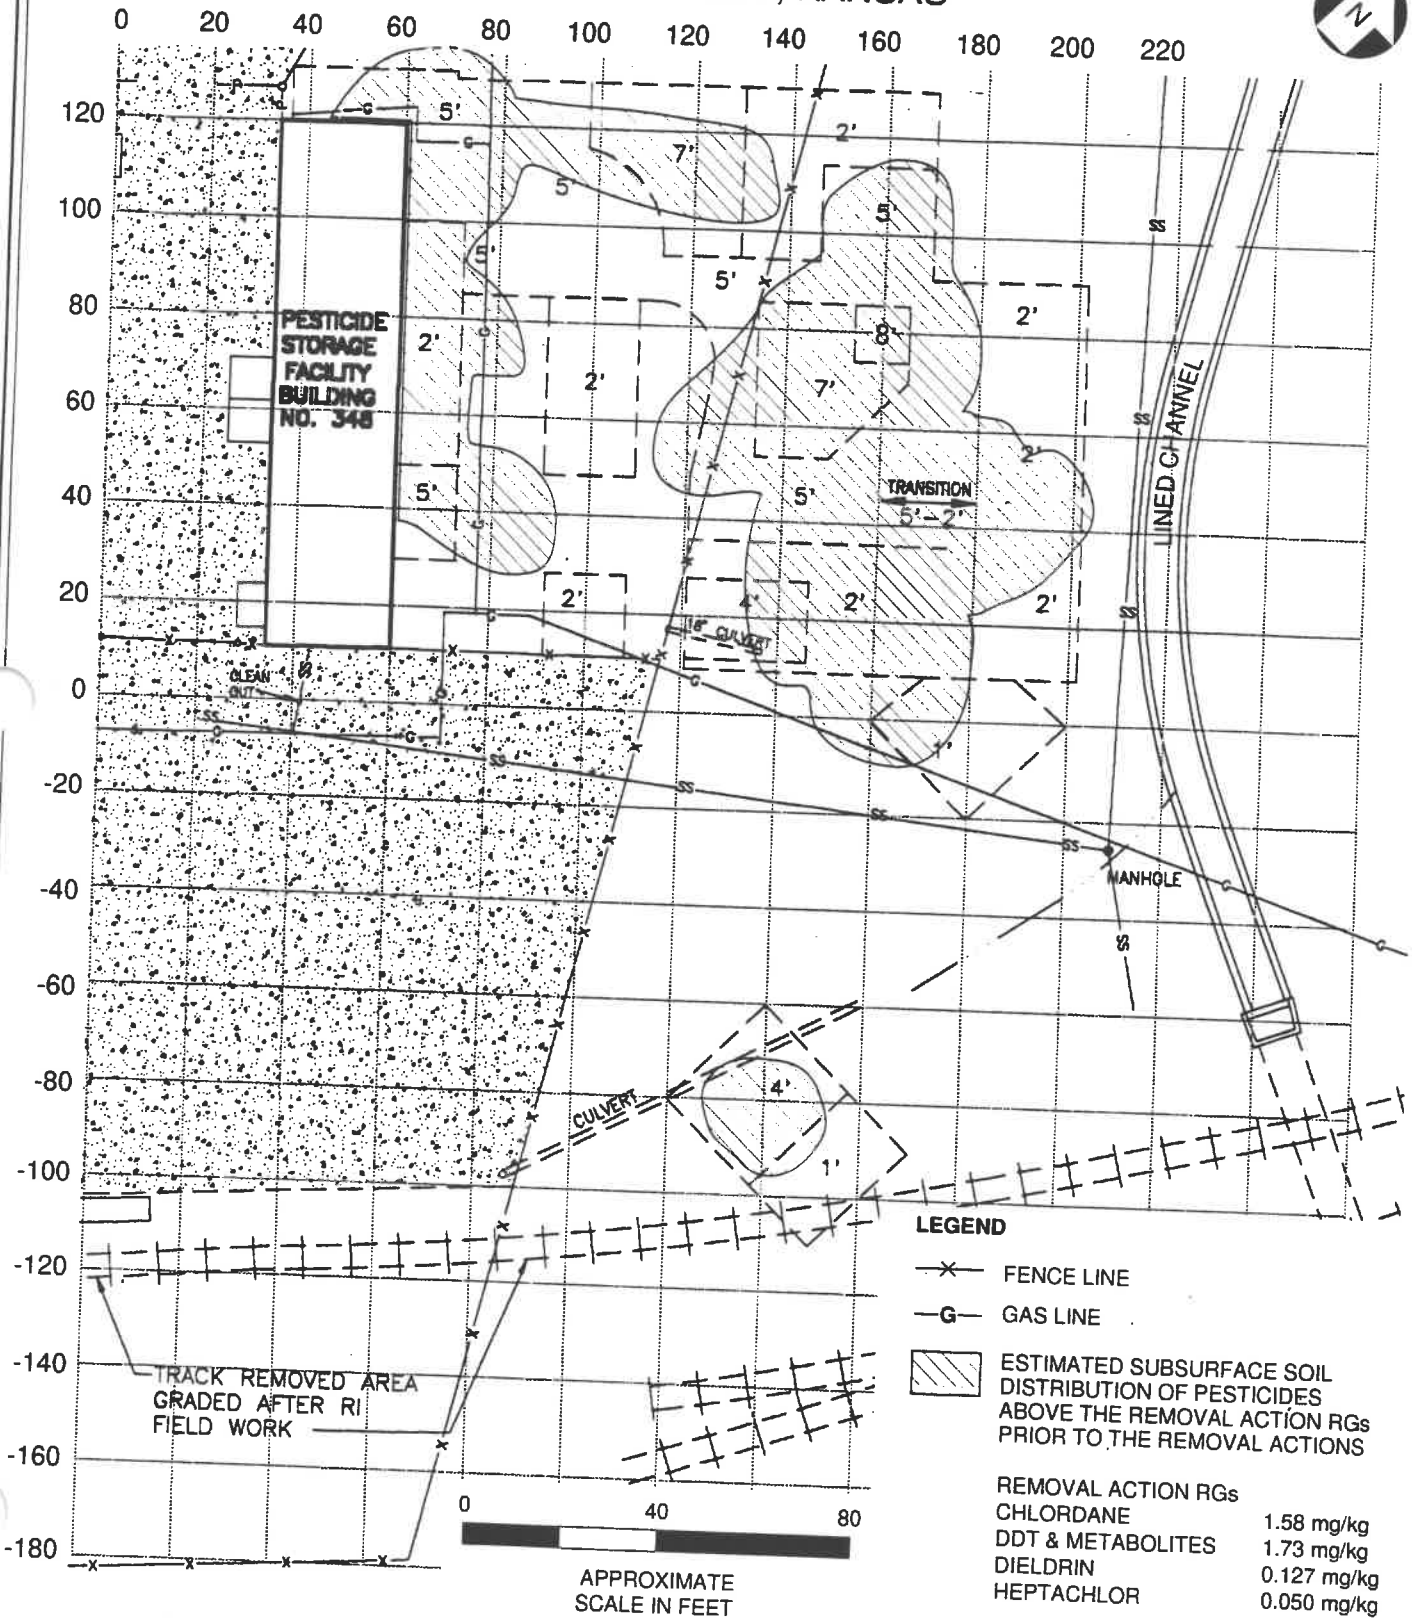 0 20 40 60 80 100 120 140 160 180 200 220
N
120
100
80
60
40
20
0
-20
-40
-60
-80
-100
-120
-140
-160
-180
5'
7'
2'
5'
5'
5'
5'
PESTICIDE
STORAGE
FACILITY
BUILDING
NO. 348
2'
2'
8'
2'
7'
2'
5'
5'
TRANSITION
5'-2'
2'
4'
2'
2'
18" CULVERT
1'
CLEAN
OUT
LINED CHANNEL
MANHOLE
CULVERT
4'
1'
TRACK REMOVED AREA
GRADED AFTER RI
FIELD WORK
0 40 80
APPROXIMATE
SCALE IN FEET
LEGEND
—X— FENCE LINE
—G— GAS LINE
ESTIMATED SUBSURFACE SOIL
DISTRIBUTION OF PESTICIDES
ABOVE THE REMOVAL ACTION RGs
PRIOR TO THE REMOVAL ACTIONS
REMOVAL ACTION RGs
CHLORDANE 1.58 mg/kg
DDT & METABOLITES 1.73 mg/kg
DIELDRIN 0.127 mg/kg
HEPTACHLOR 0.050 mg/kg